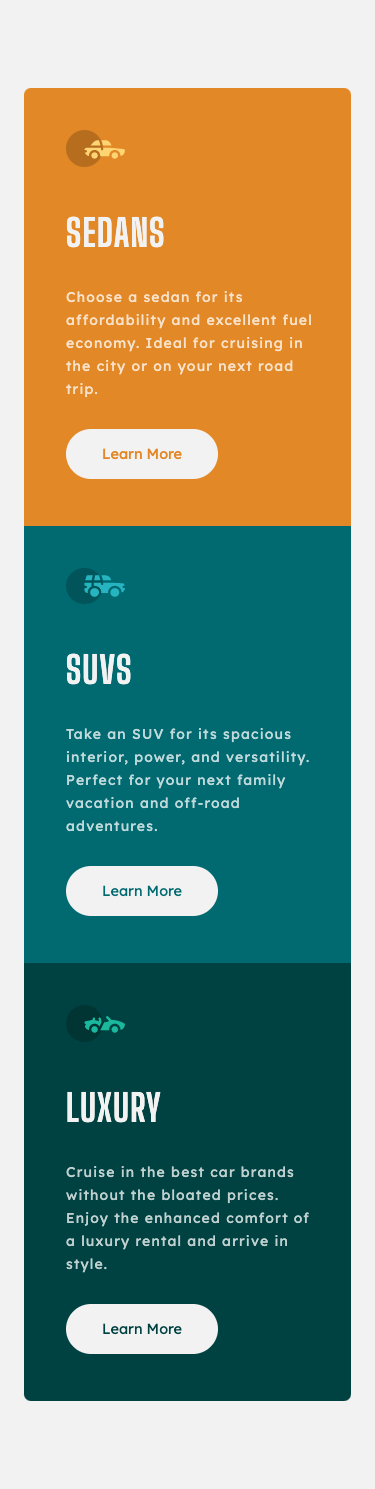 SEDANS
Choose a sedan for its
affordability and excellent fuel
economy. Ideal for cruising in
the city or on your next road
trip.
Learn More
SUVS
Take an SUV for its spacious
interior, power, and versatility.
Perfect for your next family
vacation and off-road
adventures.
Learn More
LUXURY
Cruise in the best car brands
without the bloated prices.
Enjoy the enhanced comfort of
a luxury rental and arrive in
style.
Learn More